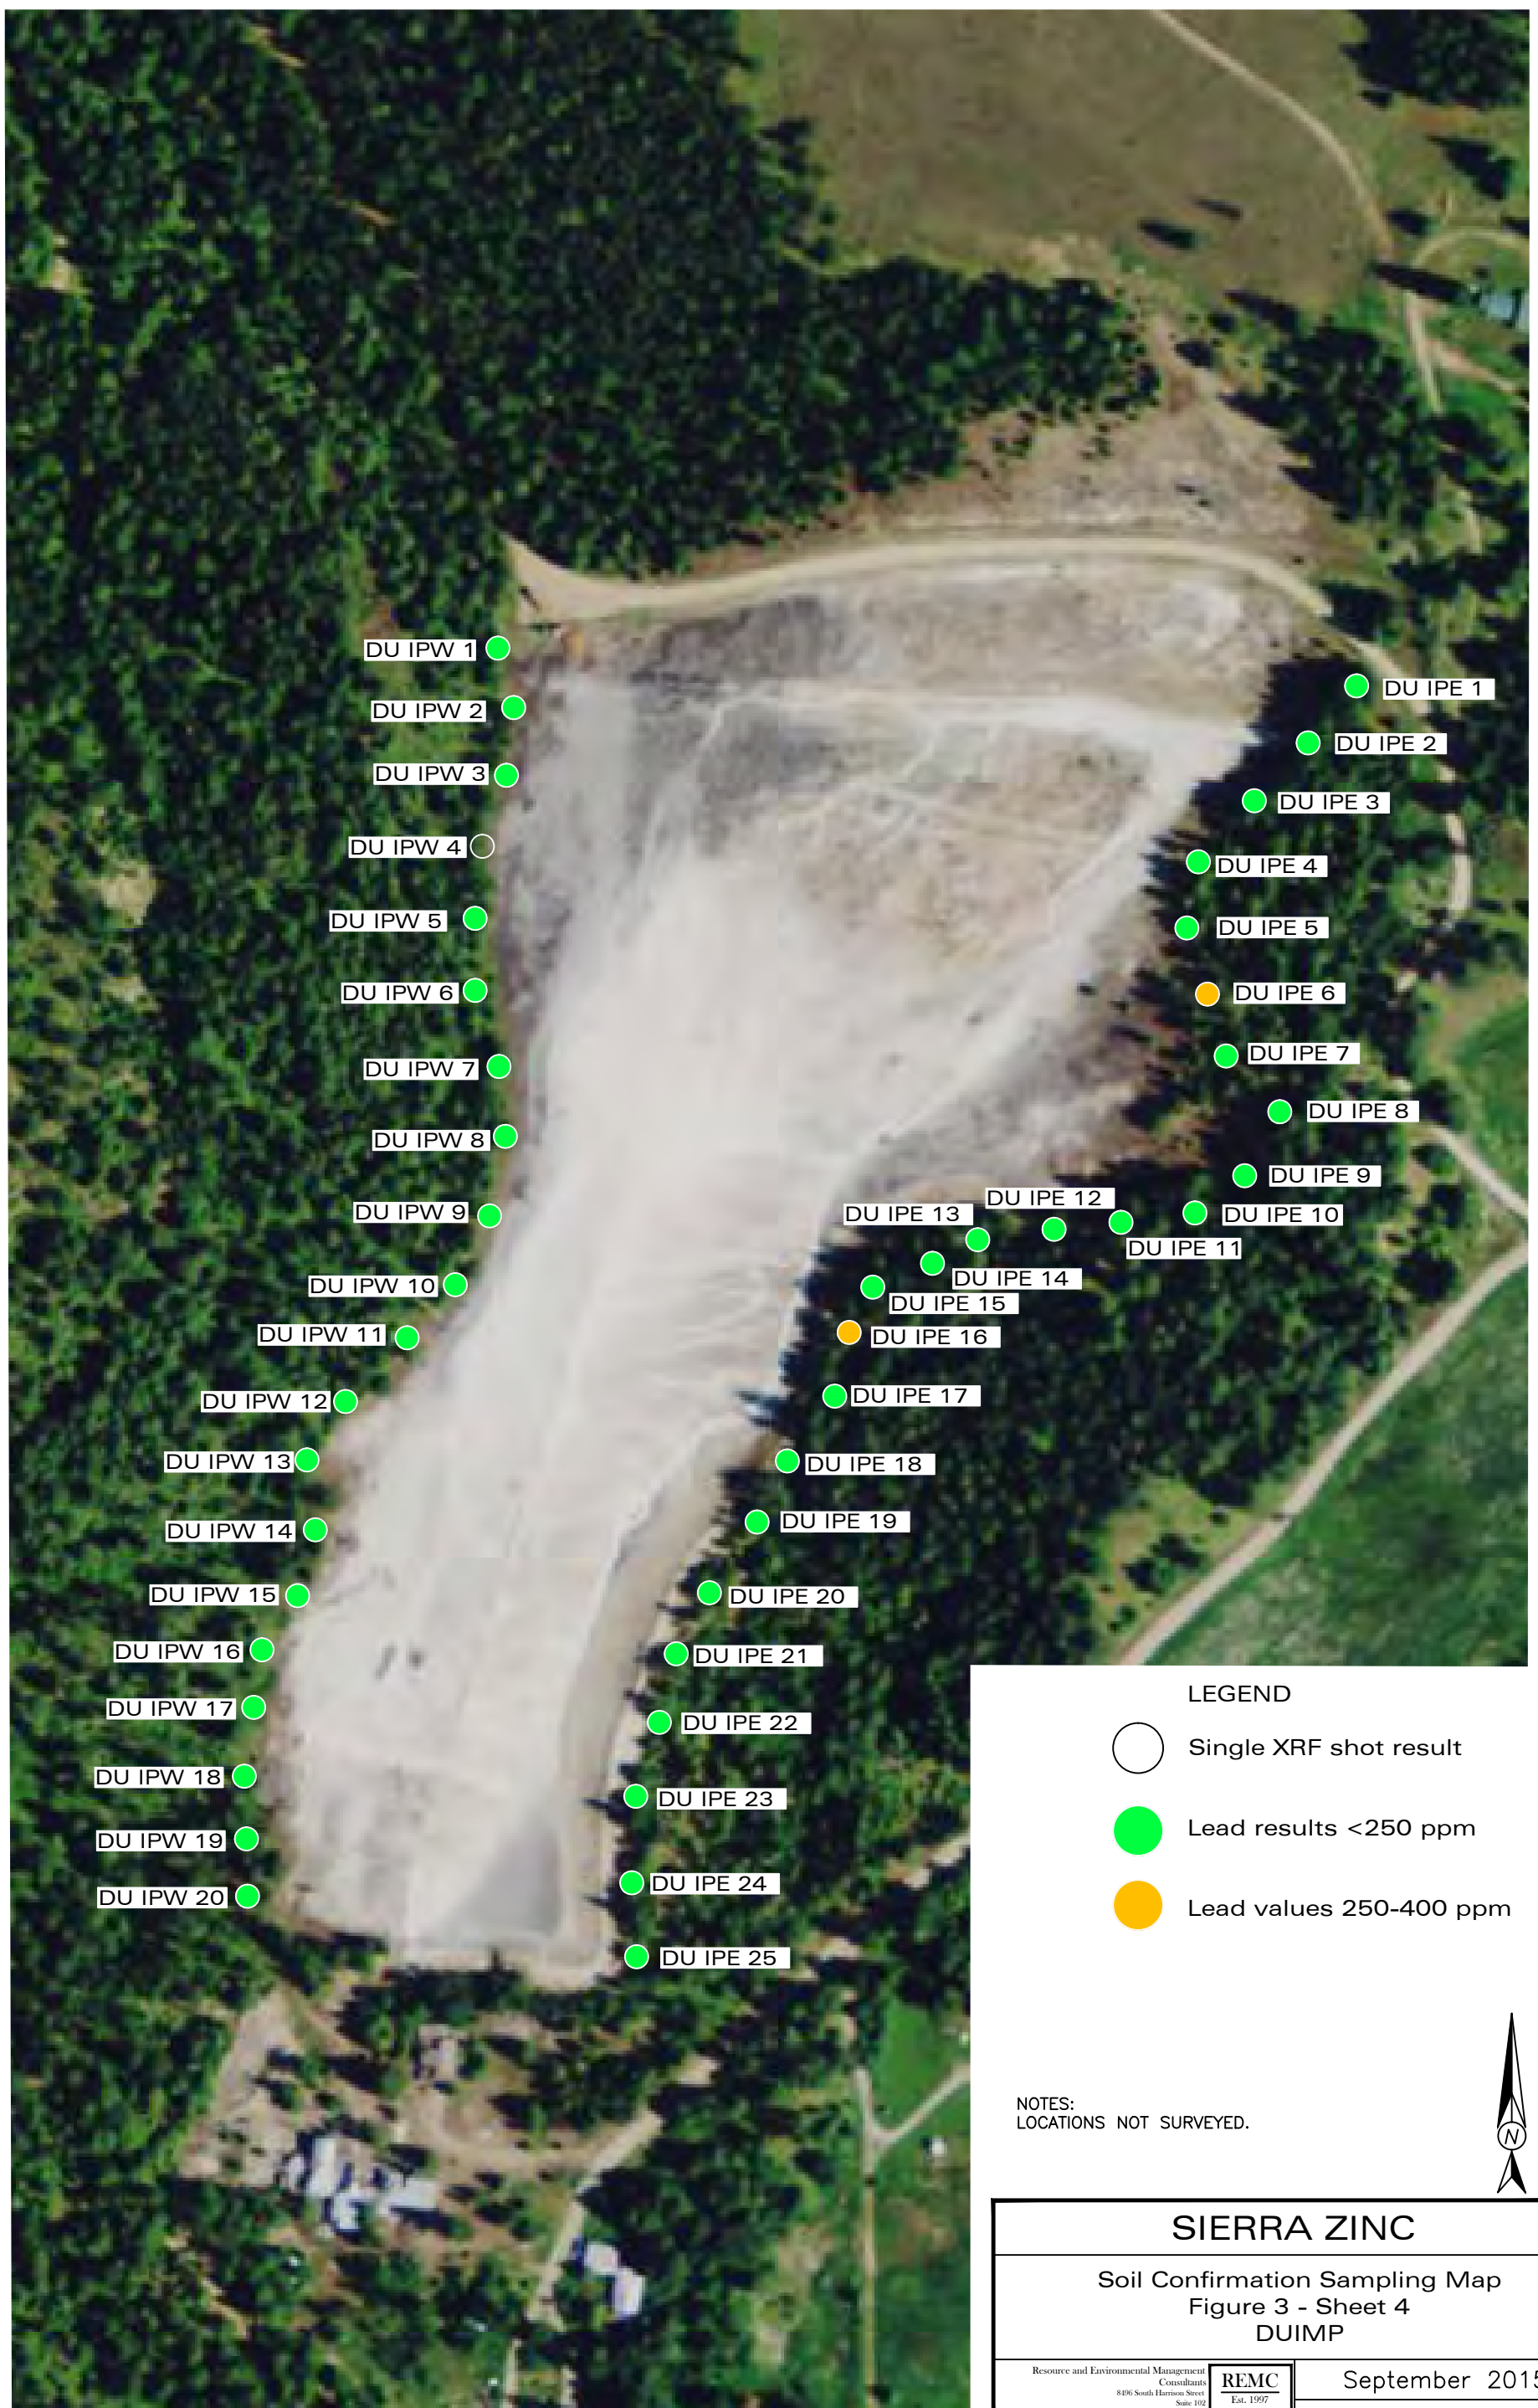 DU IPW 1
DU IPE 1
DU IPW 2
DU IPE 2
DU IPW 3
DU IPE 3
DU IPW 4
DU IPE 4
DU IPW 5
DU IPE 5
DU IPW 6
DU IPE 6
DU IPW 7
DU IPE 7
DU IPW 8
DU IPE 8
DU IPE 9
DU IPE 12
DU IPW 9
DU IPE 13
DU IPE 10
DU IPE 11
DU IPW 10
DU IPE 14
DU IPE 15
DU IPW 11
DU IPE 16
DU IPW 12
DU IPE 17
DU IPW 13
DU IPE 18
DU IPW 14
DU IPE 19
DU IPW 15
DU IPE 20
DU IPW 16
DU IPE 21
DU IPW 17
DU IPE 22
DU IPW 18
DU IPE 23
DU IPW 19
DU IPE 24
DU IPW 20
DU IPE 25
LEGEND
Single XRF shot result
Lead results <250 ppm
Lead values 250-400 ppm
NOTES:
LOCATIONS NOT SURVEYED.
N
SIERRA ZINC
Soil Confirmation Sampling Map
Figure 3 - Sheet 4
DUIMP
Resource and Environmental Management
Consultants
8496 South Harrison Street
Suite 102
REMC
Est. 1997
September 2015